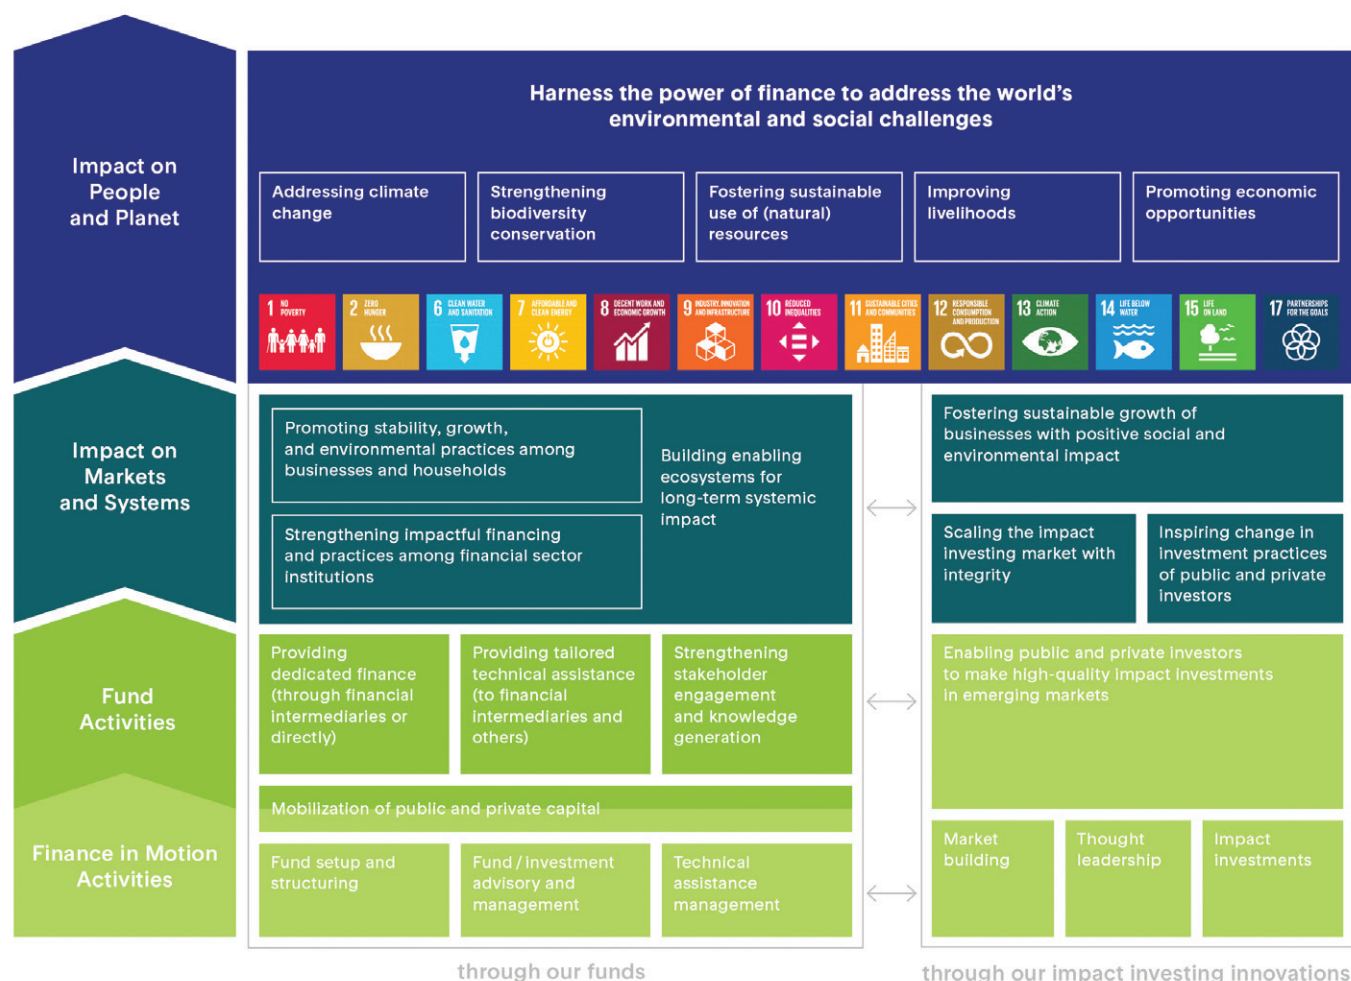 Harness the power of finance to address the world's
environmental and social challenges
Impact on
People
and Planet
Addressing climate
change
Strengthening
biodiversity
conservation
Fostering sustainable
use of (natural)
resources
Improving
livelihoods
Promoting economic
opportunities
1 NO
POVERTY
2 ZERO
HUNGER
6 CLEAN WATER
AND SANITATION
7 AFFORDABLE AND
CLEAN ENERGY
8 DECENT WORK AND
ECONOMIC GROWTH
9 INDUSTRY, INNOVATION
AND INFRASTRUCTURE
10 REDUCED
INEQUALITIES
11 SUSTAINABLE CITIES
AND COMMUNITIES
12 RESPONSIBLE
CONSUMPTION
AND PRODUCTION
13 CLIMATE
ACTION
14 LIFE BELOW
WATER
15 LIFE
ON LAND
17 PARTNERSHIPS
FOR THE GOALS
Impact on
Markets
and Systems
Promoting stability, growth,
and environmental practices among
businesses and households
Strengthening impactful financing
and practices among financial sector
institutions
Building enabling
ecosystems for
long-term systemic
impact
Fostering sustainable growth of
businesses with positive social and
environmental impact
Scaling the impact
investing market with
integrity
Inspiring change in
investment practices
of public and private
investors
Fund
Activities
Providing
dedicated finance
(through financial
intermediaries or
directly)
Providing tailored
technical assistance
(to financial
intermediaries and
others)
Strengthening
stakeholder
engagement
and knowledge
generation
Enabling public and private investors
to make high-quality impact investments
in emerging markets
Mobilization of public and private capital
Finance in Motion
Activities
Fund setup and
structuring
Fund / investment
advisory and
management
Technical
assistance
management
Market
building
Thought
leadership
Impact
investments
through our funds
through our impact investing innovations